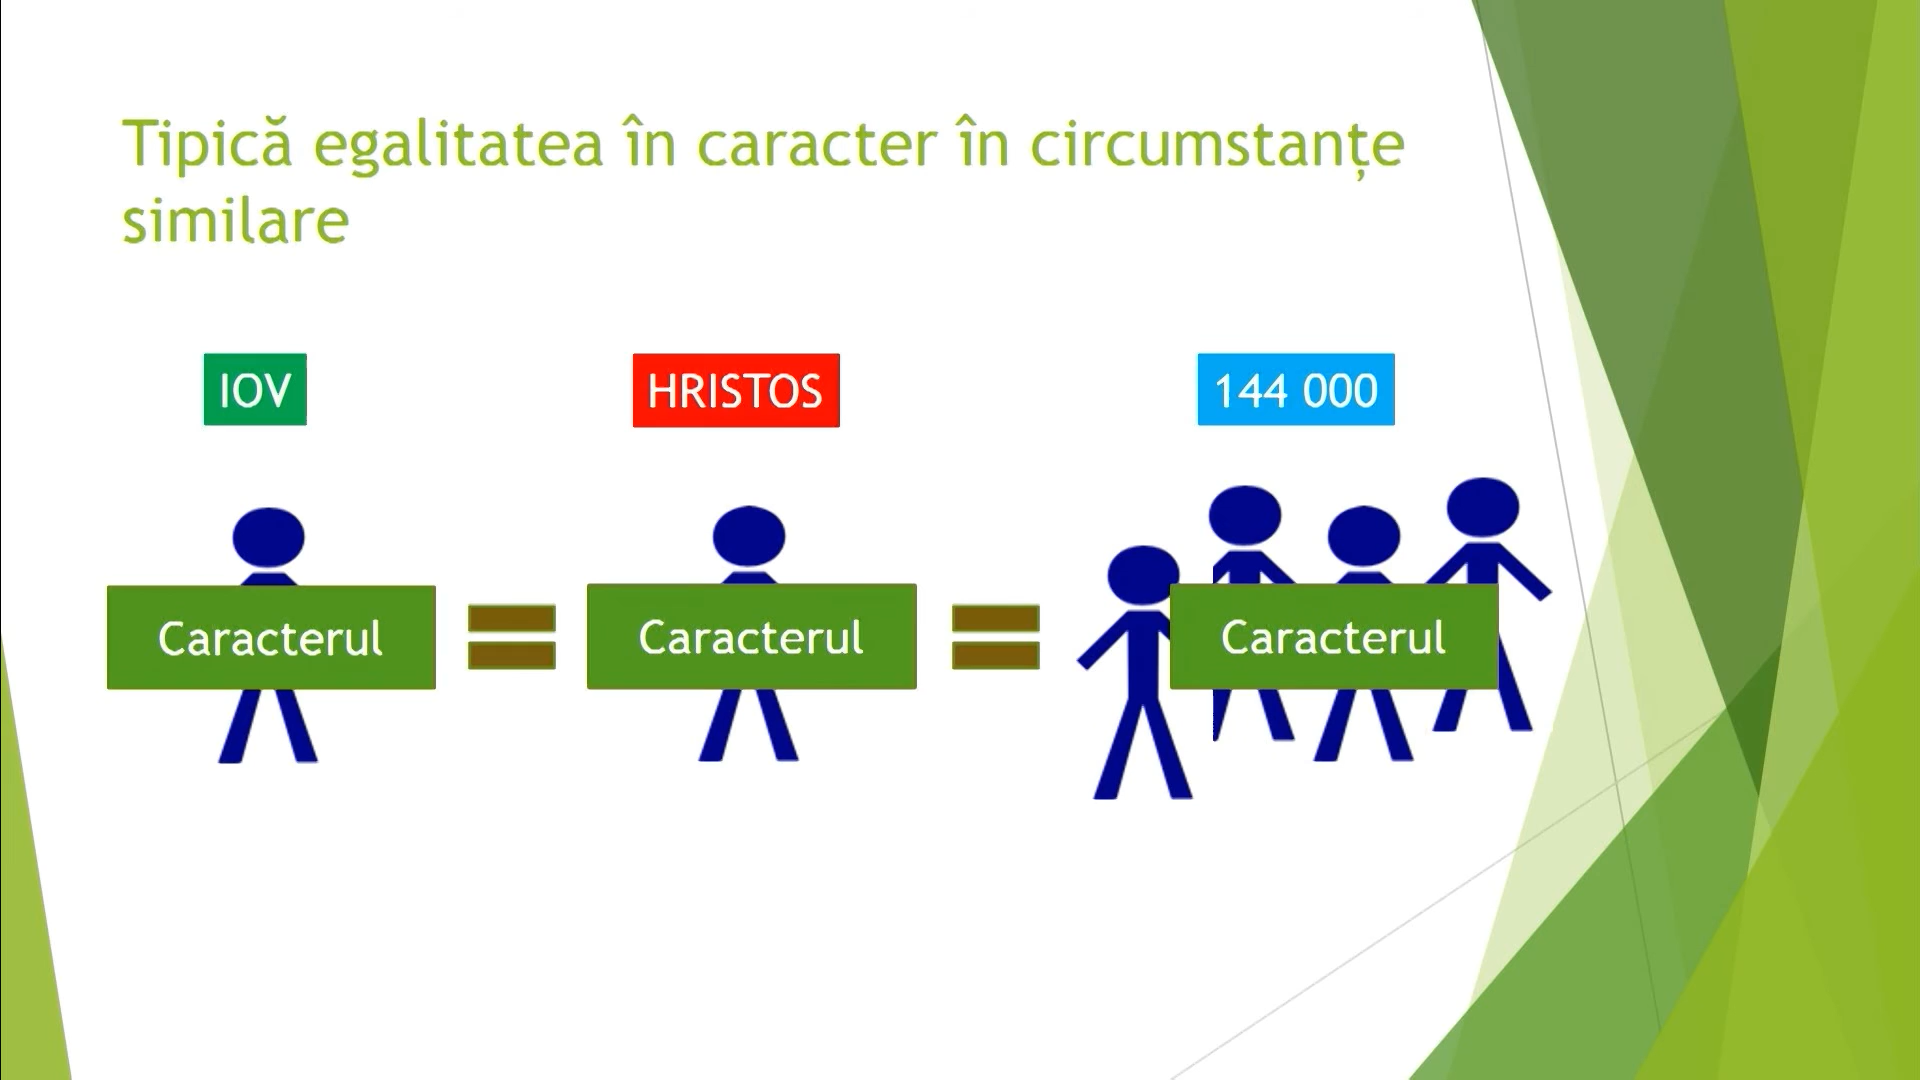 Tipică egalitatea în caracter în circumstanțe
similare
IOV
HRISTOS
144 000
Caracterul
Caracterul
Caracterul